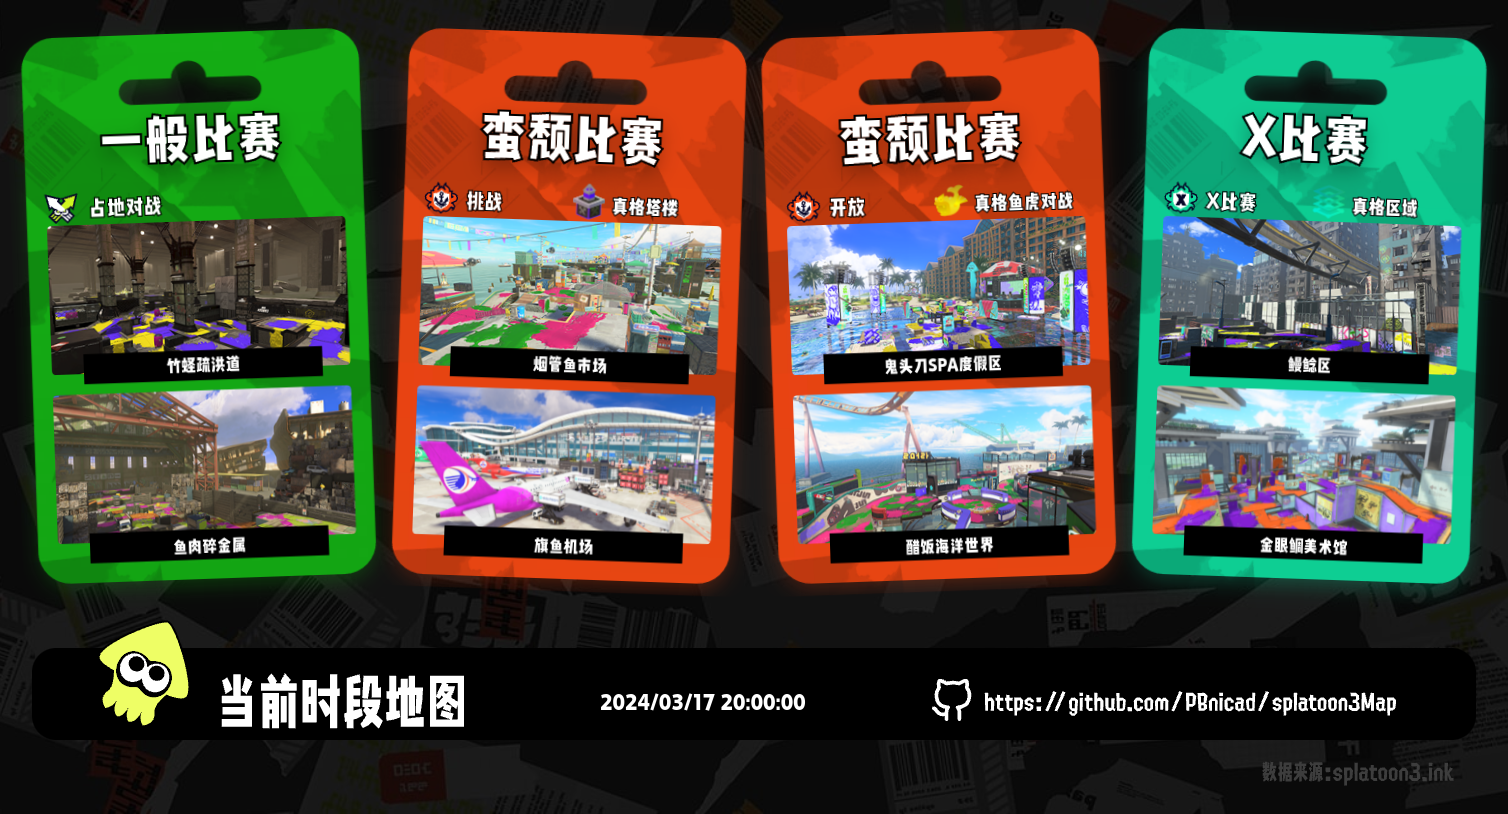 一般比赛
占地对战
竹蛏疏洪道
鱼肉碎金属
蛮颓比赛
挑战
真格塔楼
烟管鱼市场
旗鱼机场
蛮颓比赛
开放
真格鱼虎对战
鬼头刀SPA度假区
醋饭海洋世界
X比赛
X比赛
真格区域
鳗鲶区
金眼鲷美术馆
当前时段地图
2024/03/17 20:00:00
https://github.com/PBnicad/splatoon3Map
数据来源:splatoon3.ink